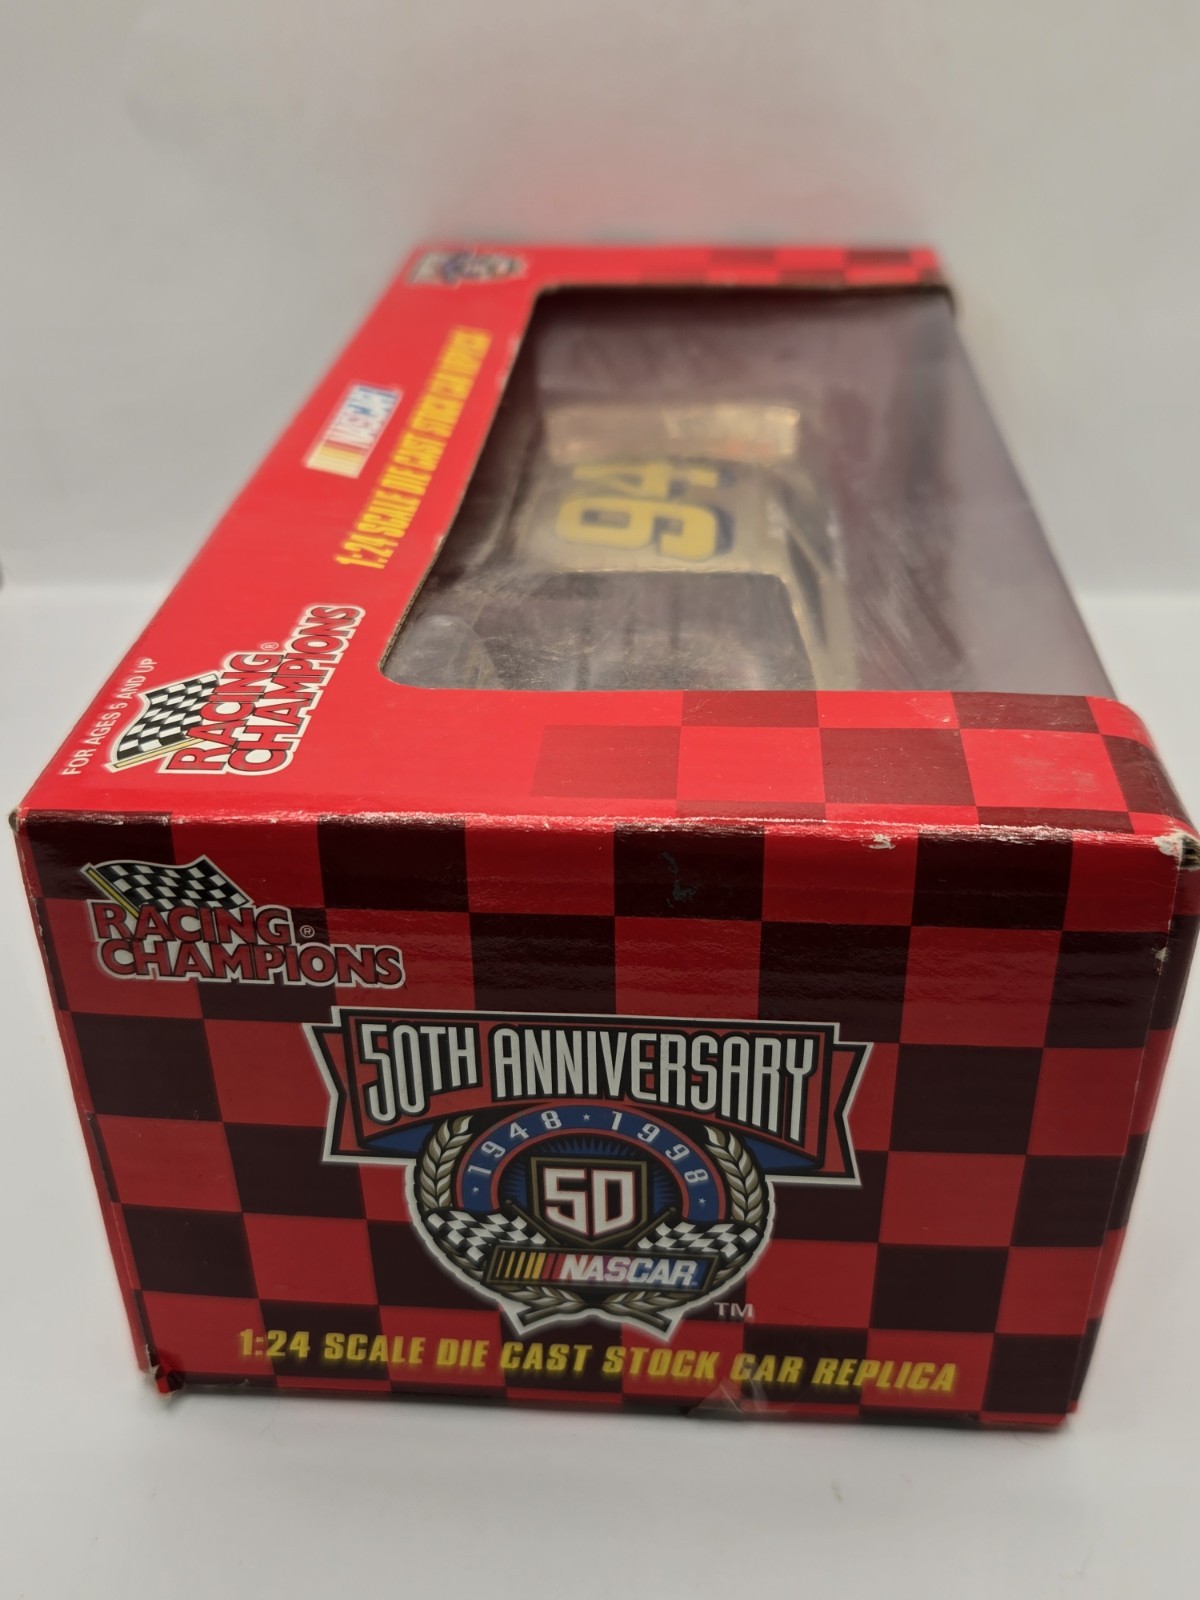 NASCAR
1:24 SCALE DIE CAST STOCK CAR REPLICA
94
FOR AGES 5 AND UP
RACING®
CHAMPIONS
RACING®
CHAMPIONS
50TH ANNIVERSARY
1948 · 1998
50
NASCAR
TM
1:24 SCALE DIE CAST STOCK CAR REPLICA